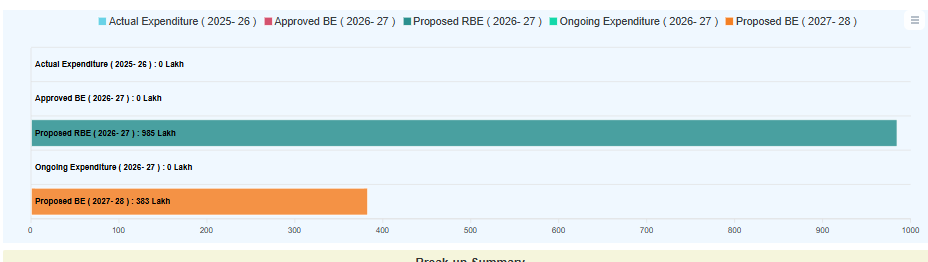 Actual Expenditure ( 2025- 26 ) Approved BE ( 2026- 27 ) Proposed RBE ( 2026- 27 ) Ongoing Expenditure ( 2026- 27 ) Proposed BE ( 2027- 28 )
Actual Expenditure ( 2025- 26 ) : 0 Lakh
Approved BE ( 2026- 27 ) : 0 Lakh
Proposed RBE ( 2026- 27 ) : 985 Lakh
Ongoing Expenditure ( 2026- 27 ) : 0 Lakh
Proposed BE ( 2027- 28 ) : 383 Lakh
0 100 200 300 400 500 600 700 800 900 1000
Break-up Summary